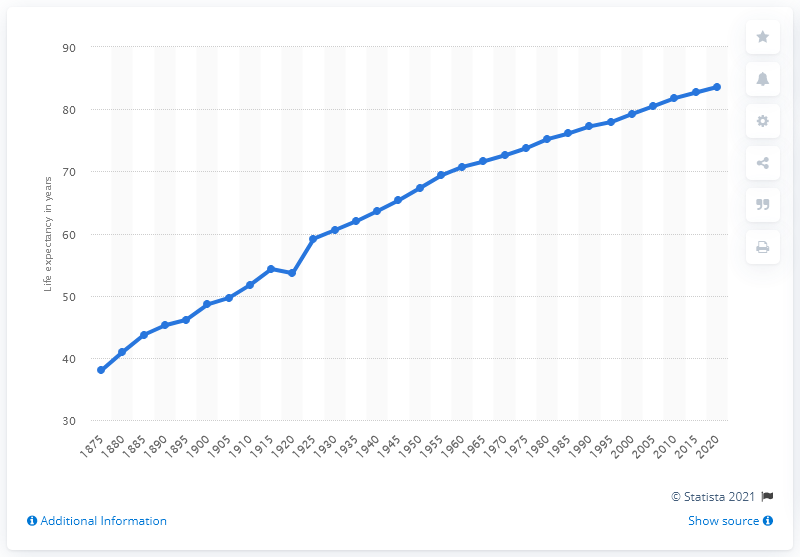 90
80
70
60
50
40
30
Life expectancy in years
1875 1880 1885 1890 1895 1900 1905 1910 1915 1920 1925 1930 1935 1940 1945 1950 1955 1960 1965 1970 1975 1980 1985 1990 1995 2000 2005 2010 2015 2020
© Statista 2021
Additional Information
Show source